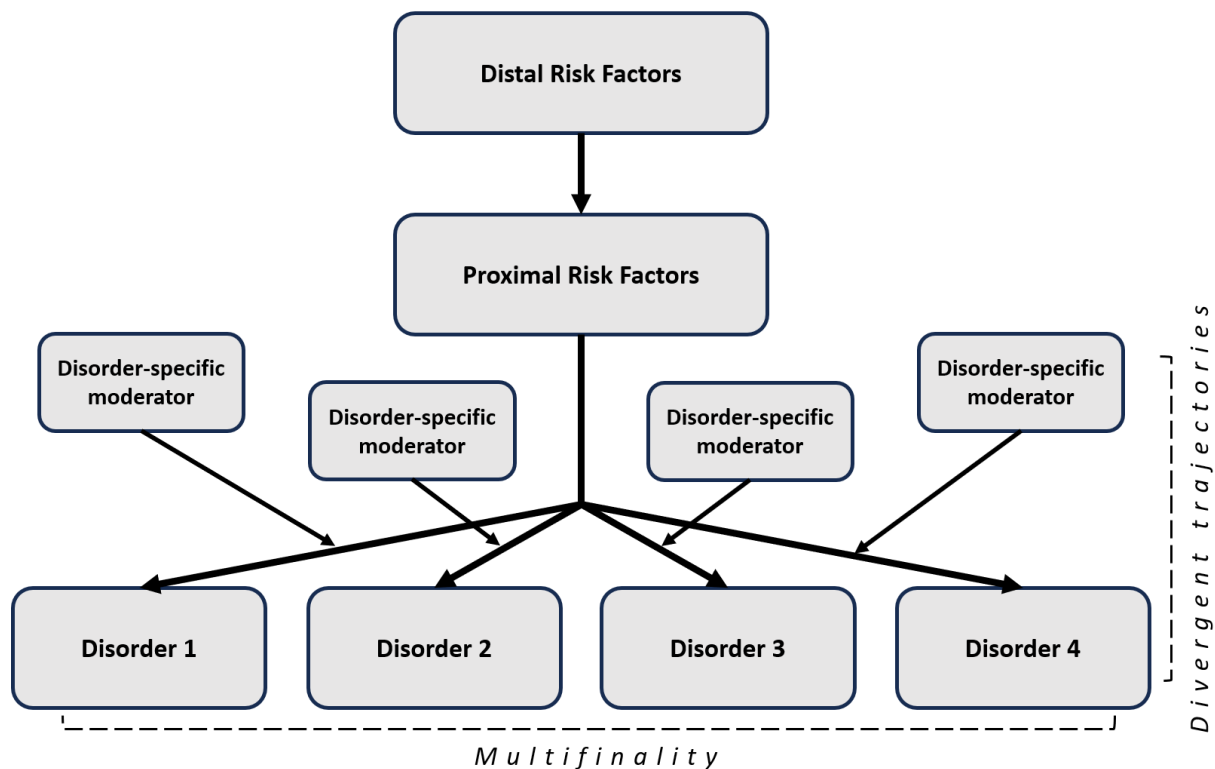 Distal Risk Factors
Proximal Risk Factors
Disorder-specific
moderator
Disorder-specific
moderator
Disorder-specific
moderator
Disorder-specific
moderator
Disorder 1
Disorder 2
Disorder 3
Disorder 4
Multifinality
Divergent trajectories